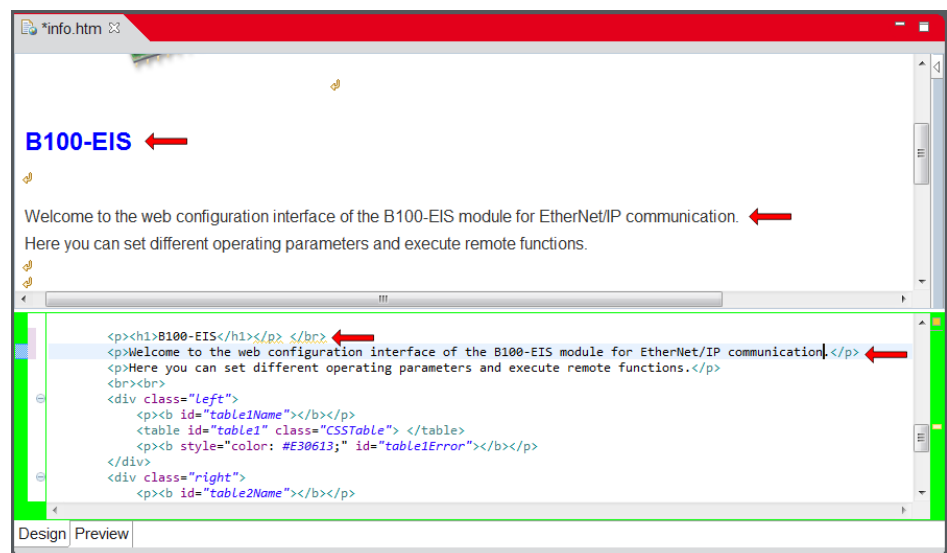 *info.htm
B100-EIS
Welcome to the web configuration interface of the B100-EIS module for EtherNet/IP communication.
Here you can set different operating parameters and execute remote functions.
<p><h1>B100-EIS</h1></p> </br>
<p>Welcome to the web configuration interface of the B100-EIS module for EtherNet/IP communication.</p>
<p>Here you can set different operating parameters and execute remote functions.</p>
<br><br>
<div class="left">
<p><b id="table1Name"></b></p>
<table id="table1" class="CSSTable"> </table>
<p><b style="color: #E30613;" id="table1Error"></b></p>
</div>
<div class="right">
<p><b id="table2Name"></b></p>
Design Preview